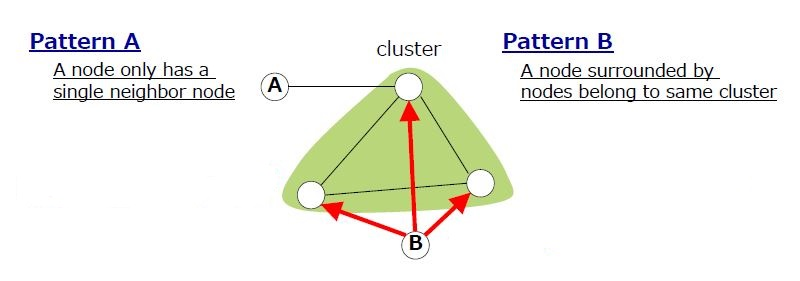 Pattern A
A node only has a
single neighbor node
cluster
A
Pattern B
A node surrounded by
nodes belong to same cluster
B